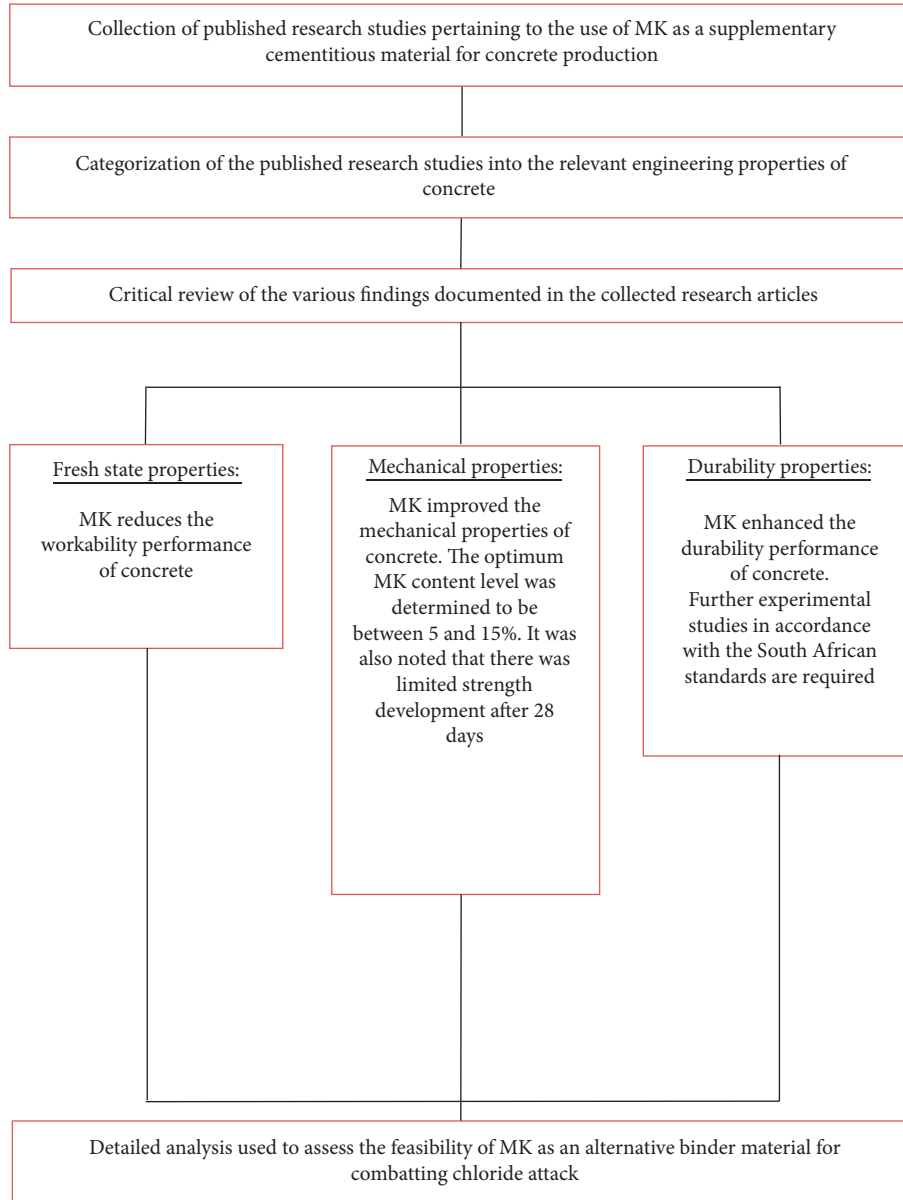 Collection of published research studies pertaining to the use of MK as a supplementary
cementitious material for concrete production
Categorization of the published research studies into the relevant engineering properties of
concrete
Critical review of the various findings documented in the collected research articles
Fresh state properties:
MK reduces the
workability performance
of concrete
Mechanical properties:
MK improved the
mechanical properties of
concrete. The optimum
MK content level was
determined to be
between 5 and 15%. It was
also noted that there was
limited strength
development after 28
days
Durability properties:
MK enhanced the
durability performance
of concrete.
Further experimental
studies in accordance
with the South African
standards are required
Detailed analysis used to assess the feasibility of MK as an alternative binder material for
combatting chloride attack